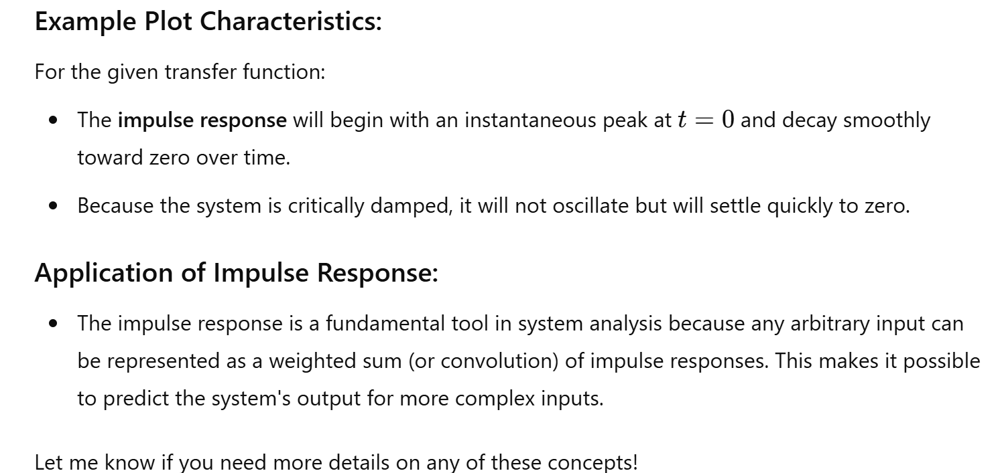 Example Plot Characteristics:
For the given transfer function:
• The impulse response will begin with an instantaneous peak at t = 0 and decay smoothly
toward zero over time.
• Because the system is critically damped, it will not oscillate but will settle quickly to zero.
Application of Impulse Response:
• The impulse response is a fundamental tool in system analysis because any arbitrary input can
be represented as a weighted sum (or convolution) of impulse responses. This makes it possible
to predict the system's output for more complex inputs.
Let me know if you need more details on any of these concepts!